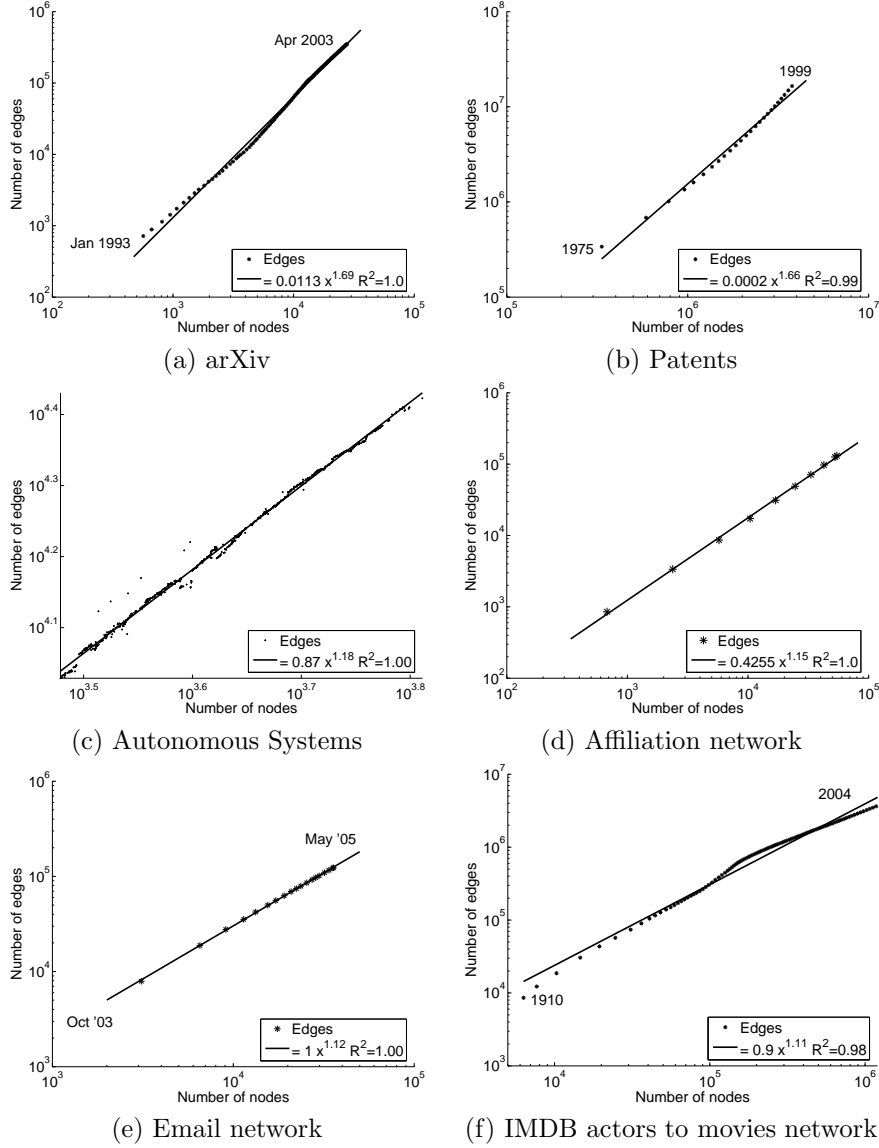 10^6
10^5
10^4
10^3
10^2
Number of edges
Apr 2003
Jan 1993
Edges
= 0.0113 x^1.69 R^2=1.0
10^2 10^3 10^4 10^5
Number of nodes
(a) arXiv
10^8
10^7
10^6
10^5
Number of edges
1999
1975
Edges
= 0.0002 x^1.66 R^2=0.99
10^5 10^6 10^7
Number of nodes
(b) Patents
10^4.4
10^4.3
10^4.2
10^4.1
Number of edges
Edges
= 0.87 x^1.18 R^2=1.00
10^3.5 10^3.6 10^3.7 10^3.8
Number of nodes
(c) Autonomous Systems
10^6
10^5
10^4
10^3
10^2
Number of edges
Edges
= 0.4255 x^1.15 R^2=1.0
10^2 10^3 10^4 10^5
Number of nodes
(d) Affiliation network
10^6
10^5
10^4
10^3
Number of edges
May '05
Oct '03
Edges
= 1 x^1.12 R^2=1.00
10^3 10^4 10^5
Number of nodes
(e) Email network
10^7
10^6
10^5
10^4
10^3
Number of edges
2004
1910
Edges
= 0.9 x^1.11 R^2=0.98
10^4 10^5 10^6
Number of nodes
(f) IMDB actors to movies network